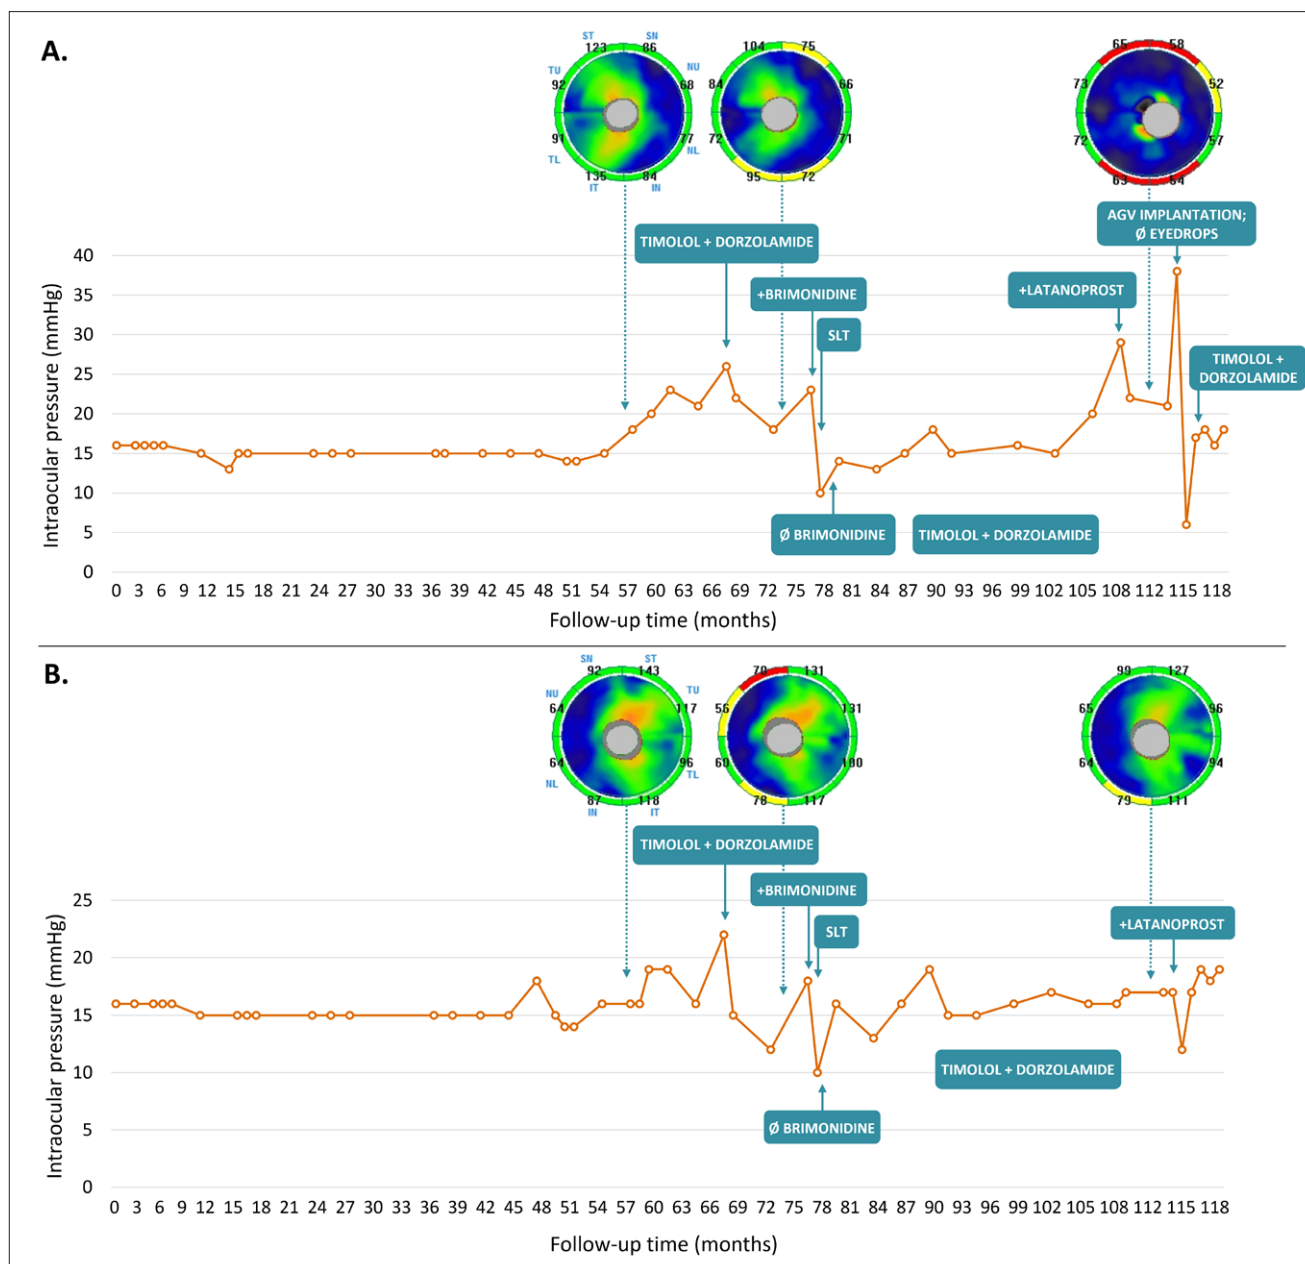 A.
ST
SN
123
86
TU
NU
92
68
91
77
TL
NL
135
84
IT
IN
104
75
84
66
72
71
95
72
65
58
73
52
72
57
63
64
AGV IMPLANTATION;
Ø EYEDROPS
TIMOLOL + DORZOLAMIDE
+BRIMONIDINE
SLT
+LATANOPROST
TIMOLOL +
DORZOLAMIDE
Ø BRIMONIDINE
TIMOLOL + DORZOLAMIDE
Intraocular pressure (mmHg)
40
35
30
25
20
15
10
5
0
0 3 6 9 12 15 18 21 24 27 30 33 36 39 42 45 48 51 54 57 60 63 66 69 72 75 78 81 84 87 90 93 96 99 102 105 108 112 115 118
Follow-up time (months)
B.
SN
ST
92
143
NU
TU
64
117
64
96
NL
TL
87
118
IN
IT
70
131
56
131
60
100
78
117
99
127
65
96
64
94
79
111
TIMOLOL + DORZOLAMIDE
+BRIMONIDINE
SLT
+LATANOPROST
TIMOLOL + DORZOLAMIDE
Ø BRIMONIDINE
Intraocular pressure (mmHg)
25
20
15
10
5
0
0 3 6 9 12 15 18 21 24 27 30 33 36 39 42 45 48 51 54 57 60 63 66 69 72 75 78 81 84 87 90 93 96 99 102 105 108 112 115 118
Follow-up time (months)